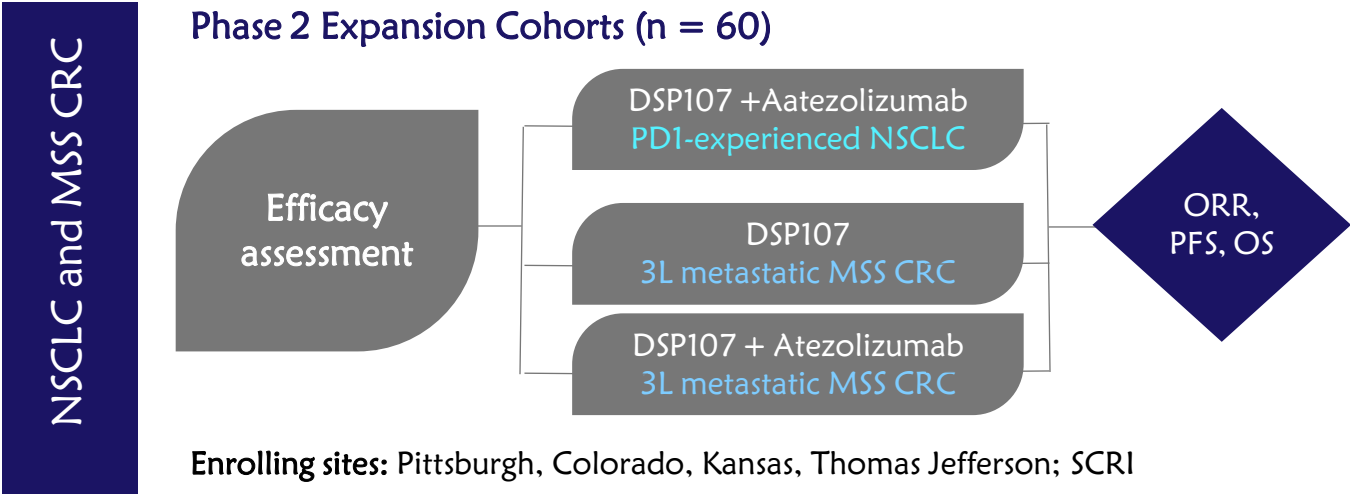 NSCLC and MSS CRC
Phase 2 Expansion Cohorts (n = 60)
Efficacy
assessment
DSP107 +Aatezolizumab
PD1-experienced NSCLC
DSP107
3L metastatic MSS CRC
DSP107 + Atezolizumab
3L metastatic MSS CRC
ORR,
PFS, OS
Enrolling sites: Pittsburgh, Colorado, Kansas, Thomas Jefferson; SCRI